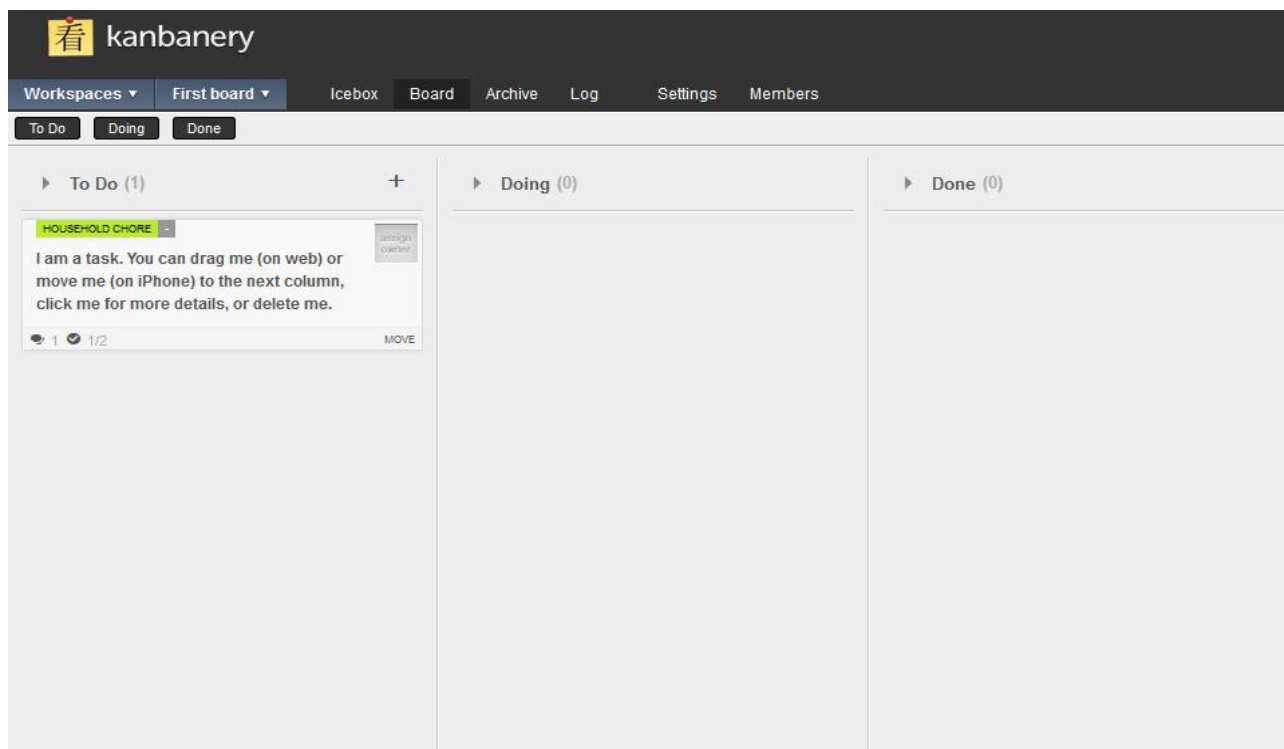 看 kanbanery
Workspaces ▾ First board ▾ Icebox Board Archive Log Settings Members
To Do Doing Done
To Do (1) + Doing (0) Done (0)
HOUSEHOLD CHORE -
assign
owner
I am a task. You can drag me (on web) or
move me (on iPhone) to the next column,
click me for more details, or delete me.
1 1/2 MOVE